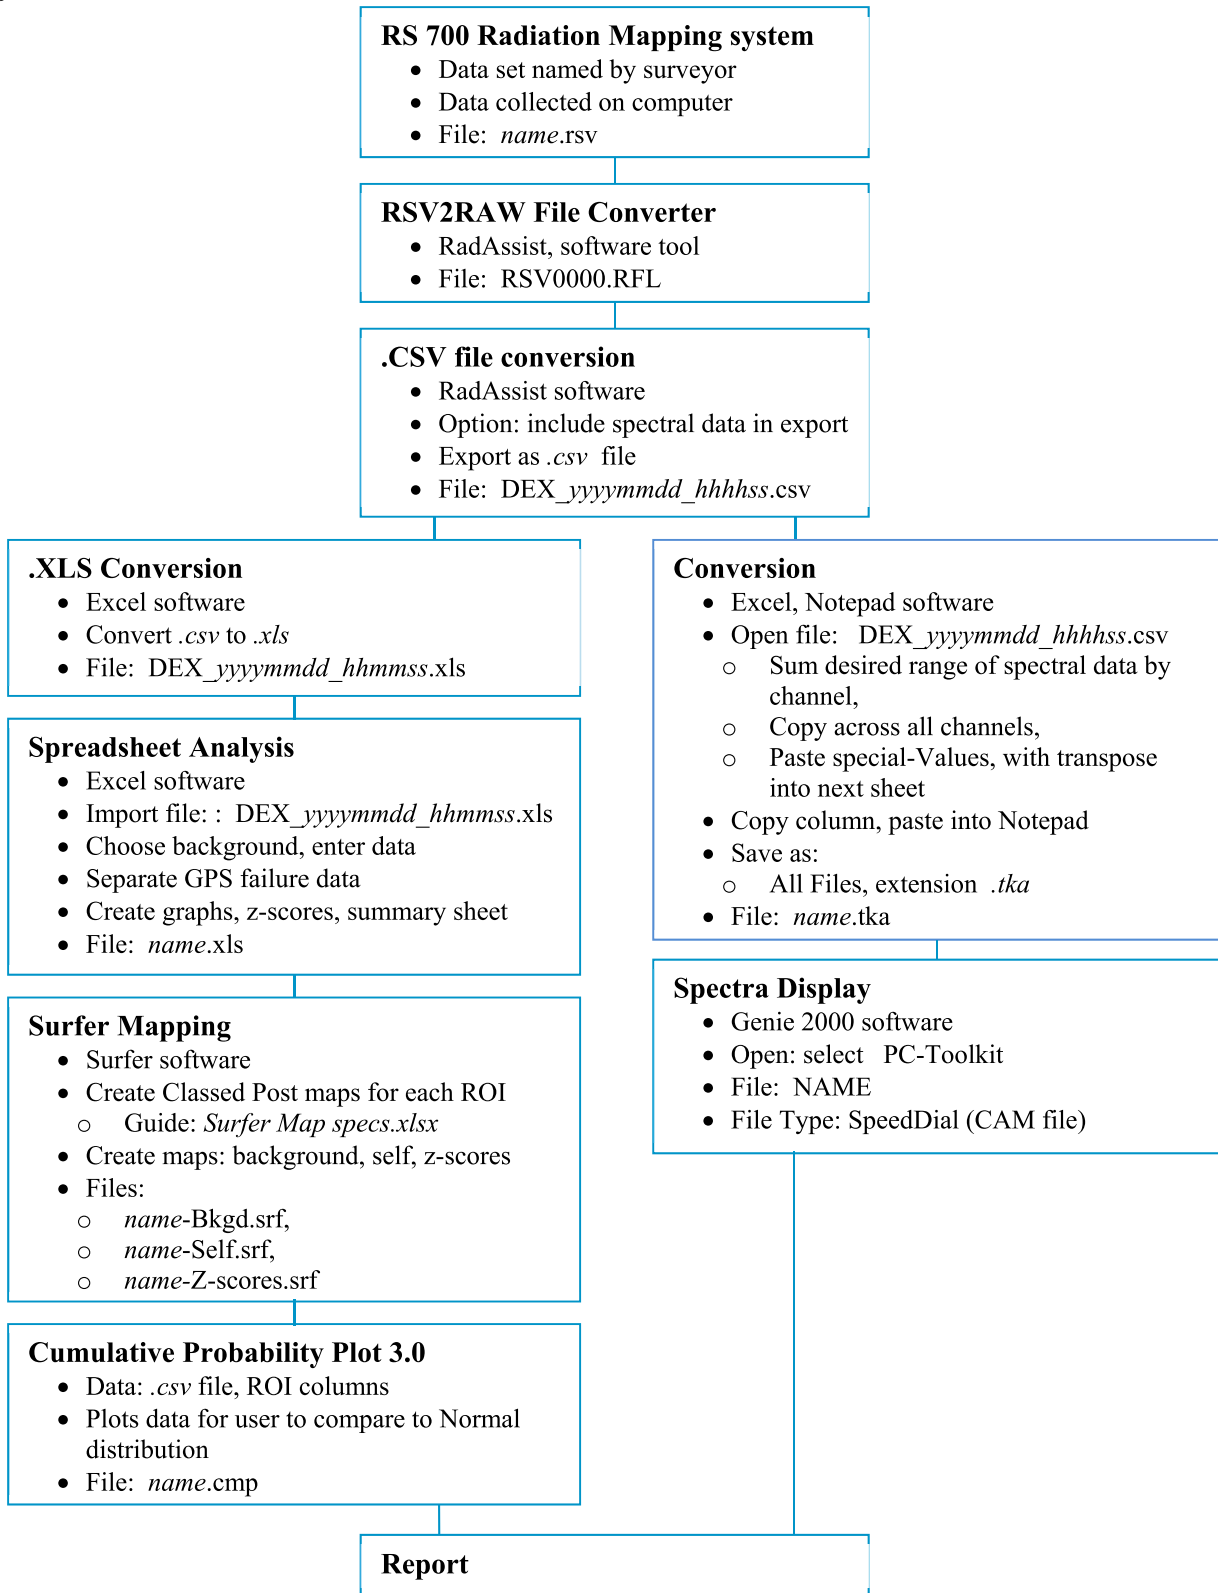 RS 700 Radiation Mapping system
• Data set named by surveyor
• Data collected on computer
• File:  name.rsv
RSV2RAW File Converter
• RadAssist, software tool
• File:  RSV0000.RFL
.CSV file conversion
• RadAssist software
• Option: include spectral data in export
• Export as .csv  file
• File:  DEX_yyyymmdd_hhhhss.csv
.XLS Conversion
• Excel software
• Convert .csv to .xls
• File:  DEX_yyyymmdd_hhmmss.xls
Spreadsheet Analysis
• Excel software
• Import file: :  DEX_yyyymmdd_hhmmss.xls
• Choose background, enter data
• Separate GPS failure data
• Create graphs, z-scores, summary sheet
• File:  name.xls
Surfer Mapping
• Surfer software
• Create Classed Post maps for each ROI
o Guide: Surfer Map specs.xlsx
• Create maps: background, self, z-scores
• Files:
o name-Bkgd.srf,
o name-Self.srf,
o name-Z-scores.srf
Cumulative Probability Plot 3.0
• Data: .csv file, ROI columns
• Plots data for user to compare to Normal
distribution
• File:  name.cmp
Conversion
• Excel, Notepad software
• Open file:   DEX_yyyymmdd_hhhhss.csv
o Sum desired range of spectral data by
channel,
o Copy across all channels,
o Paste special-Values, with transpose
into next sheet
• Copy column, paste into Notepad
• Save as:
o All Files, extension  .tka
• File:  name.tka
Spectra Display
• Genie 2000 software
• Open: select   PC-Toolkit
• File:  NAME
• File Type: SpeedDial (CAM file)
Report